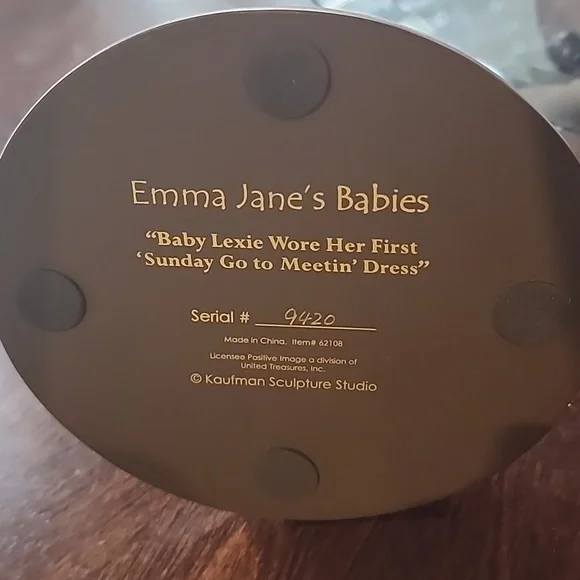 Emma Jane's Babies
"Baby Lexie Wore Her First
'Sunday Go to Meetin' Dress"
Serial # 9420
Made in China. Item# 62108
Licensee Positive Image a division of
United Treasures, Inc.
© Kaufman Sculpture Studio